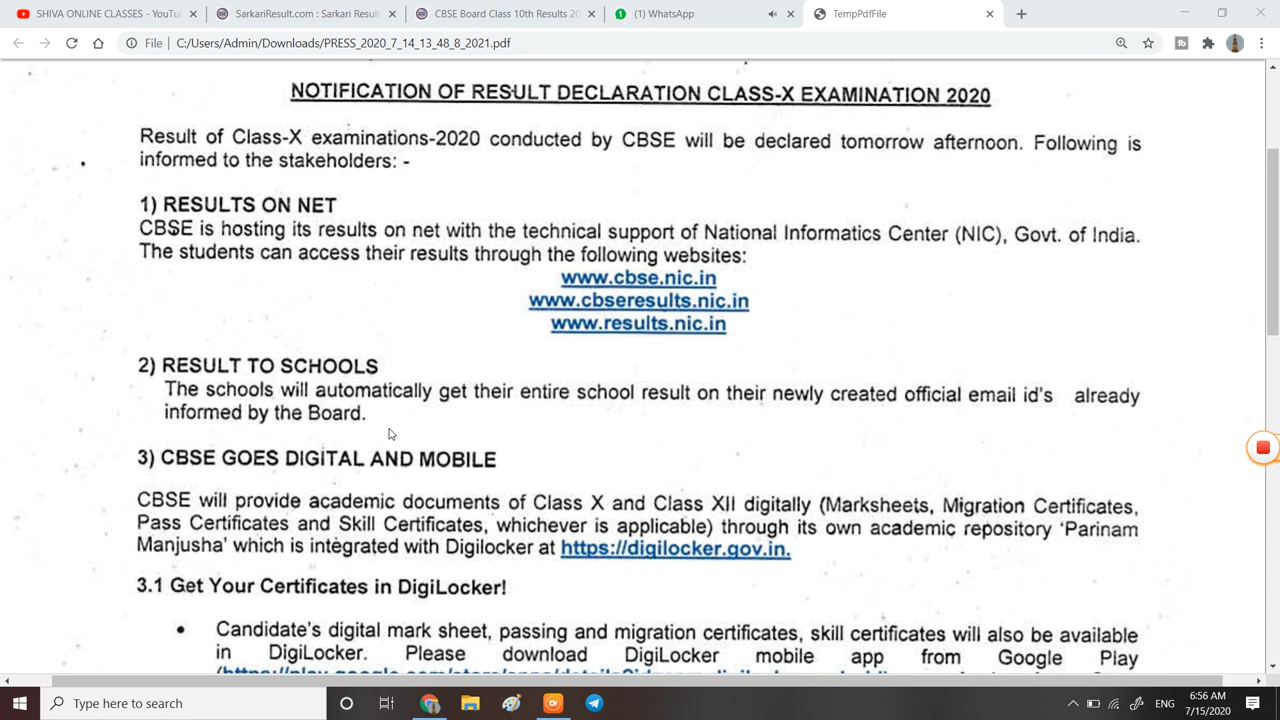 SHIVA ONLINE CLASSES - YouTu
SarkariResult.com : Sarkari Result
CBSE Board Class 10th Results 20
(1) WhatsApp
TempPdfFile
File
C:/Users/Admin/Downloads/PRESS_2020_7_14_13_48_8_2021.pdf
NOTIFICATION OF RESULT DECLARATION CLASS-X EXAMINATION 2020
Result of Class-X examinations-2020 conducted by CBSE will be declared tomorrow afternoon. Following is
informed to the stakeholders: -
1) RESULTS ON NET
CBSE is hosting its results on net with the technical support of National Informatics Center (NIC), Govt. of India.
The students can access their results through the following websites:
www.cbse.nic.in
www.cbseresults.nic.in
www.results.nic.in
2) RESULT TO SCHOOLS
The schools will automatically get their entire school result on their newly created official email id's already
informed by the Board.
3) CBSE GOES DIGITAL AND MOBILE
CBSE will provide academic documents of Class X and Class XII digitally (Marksheets, Migration Certificates,
Pass Certificates and Skill Certificates, whichever is applicable) through its own academic repository 'Parinam
Manjusha' which is integrated with Digilocker at https://digilocker.gov.in.
3.1 Get Your Certificates in DigiLocker!
• Candidate's digital mark sheet, passing and migration certificates, skill certificates will also be available
in DigiLocker. Please download DigiLocker mobile app from Google Play
Type here to search
ENG
6:56 AM
7/15/2020